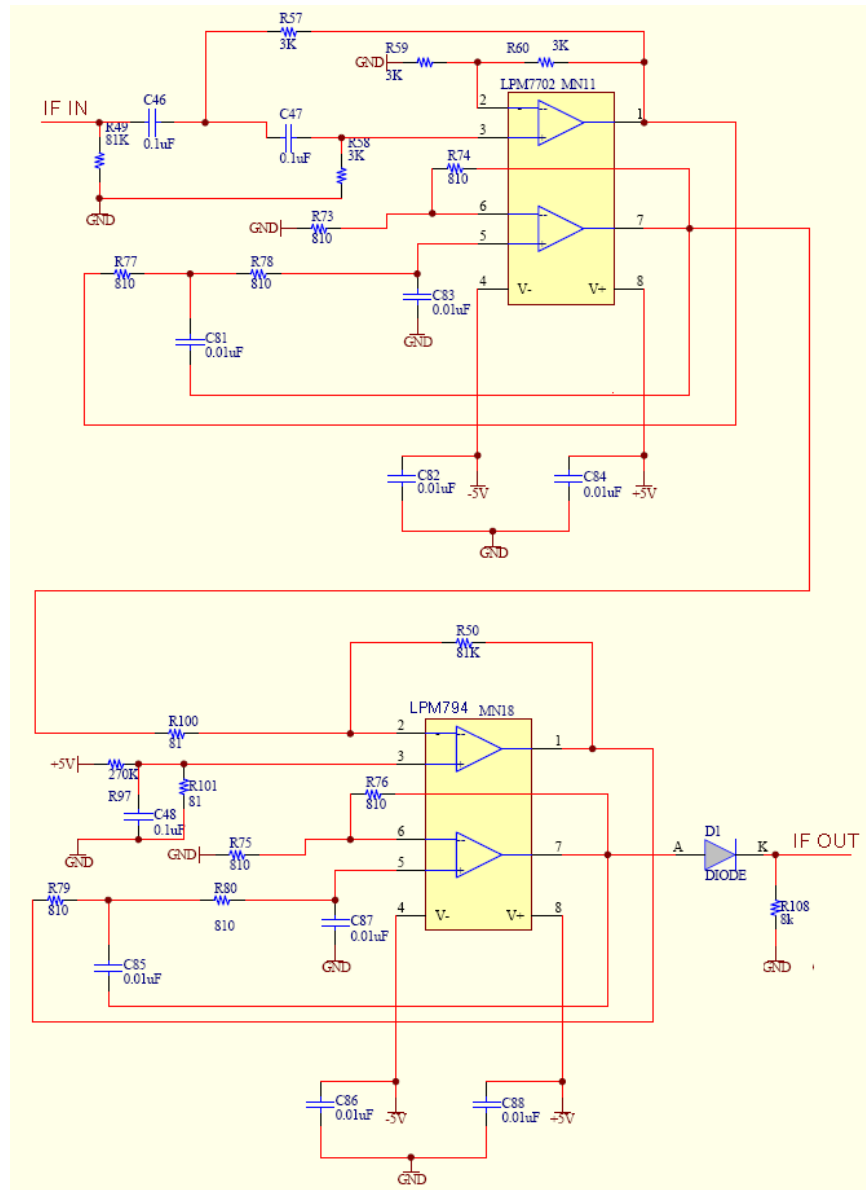 R57
3K
R59
3K
GND
R60
3K
LPM7702 MN11
IF IN
C46
0.1uF
C47
0.1uF
R49
81K
R58
3K
GND
2
3
1
R74
810
GND
R73
810
6
5
7
R77
810
R78
810
C83
0.01uF
GND
4
V-
V+
8
C81
0.01uF
C82
0.01uF
-5V
C84
0.01uF
+5V
GND
R50
81K
LPM794
MN18
R100
81
2
1
+5V
270K
R97
C48
0.1uF
R101
81
3
GND
R76
810
GND
R75
810
6
5
7
A
D1
DIODE
K
IF OUT
R108
8k
GND
R79
810
R80
810
C87
0.01uF
GND
4
V-
V+
8
C85
0.01uF
C86
0.01uF
-5V
C88
0.01uF
+5V
GND